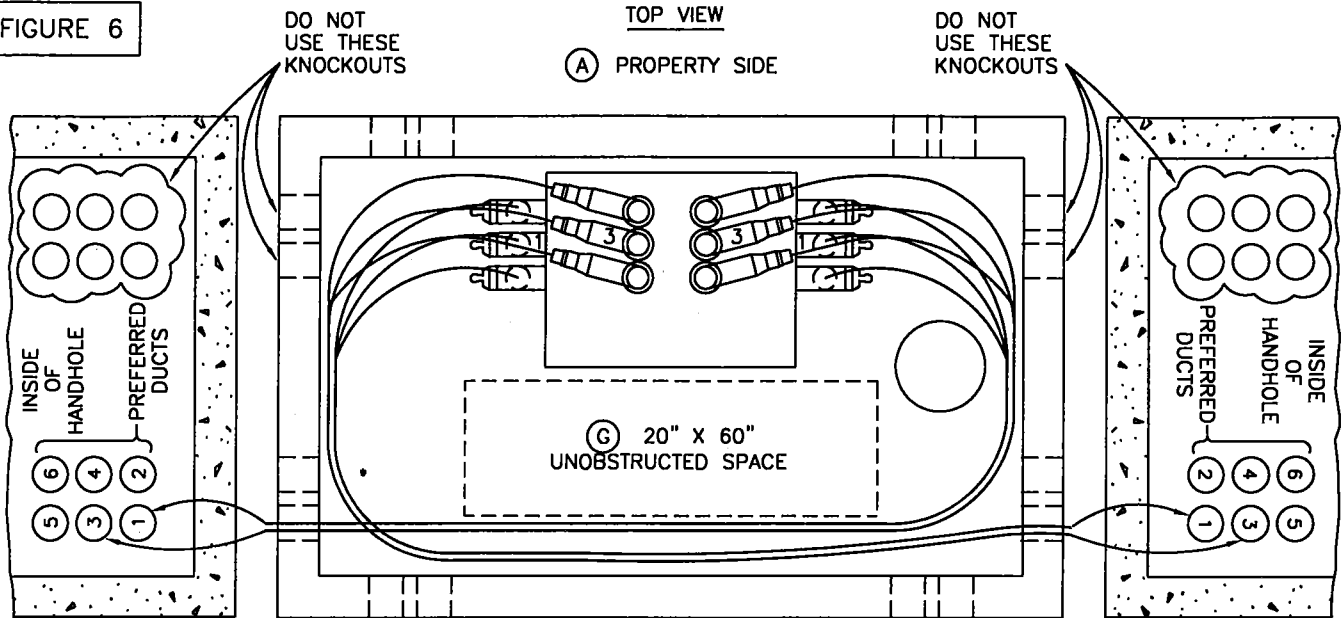 FIGURE 6
DO NOT
USE THESE
KNOCKOUTS
TOP VIEW
A PROPERTY SIDE
DO NOT
USE THESE
KNOCKOUTS
1
3
3
1
G 20" X 60"
UNOBSTRUCTED SPACE
INSIDE
OF
HANDHOLE
PREFERRED
DUCTS
6
4
2
5
3
1
PREFERRED
DUCTS
INSIDE
OF
HANDHOLE
2
4
6
1
3
5